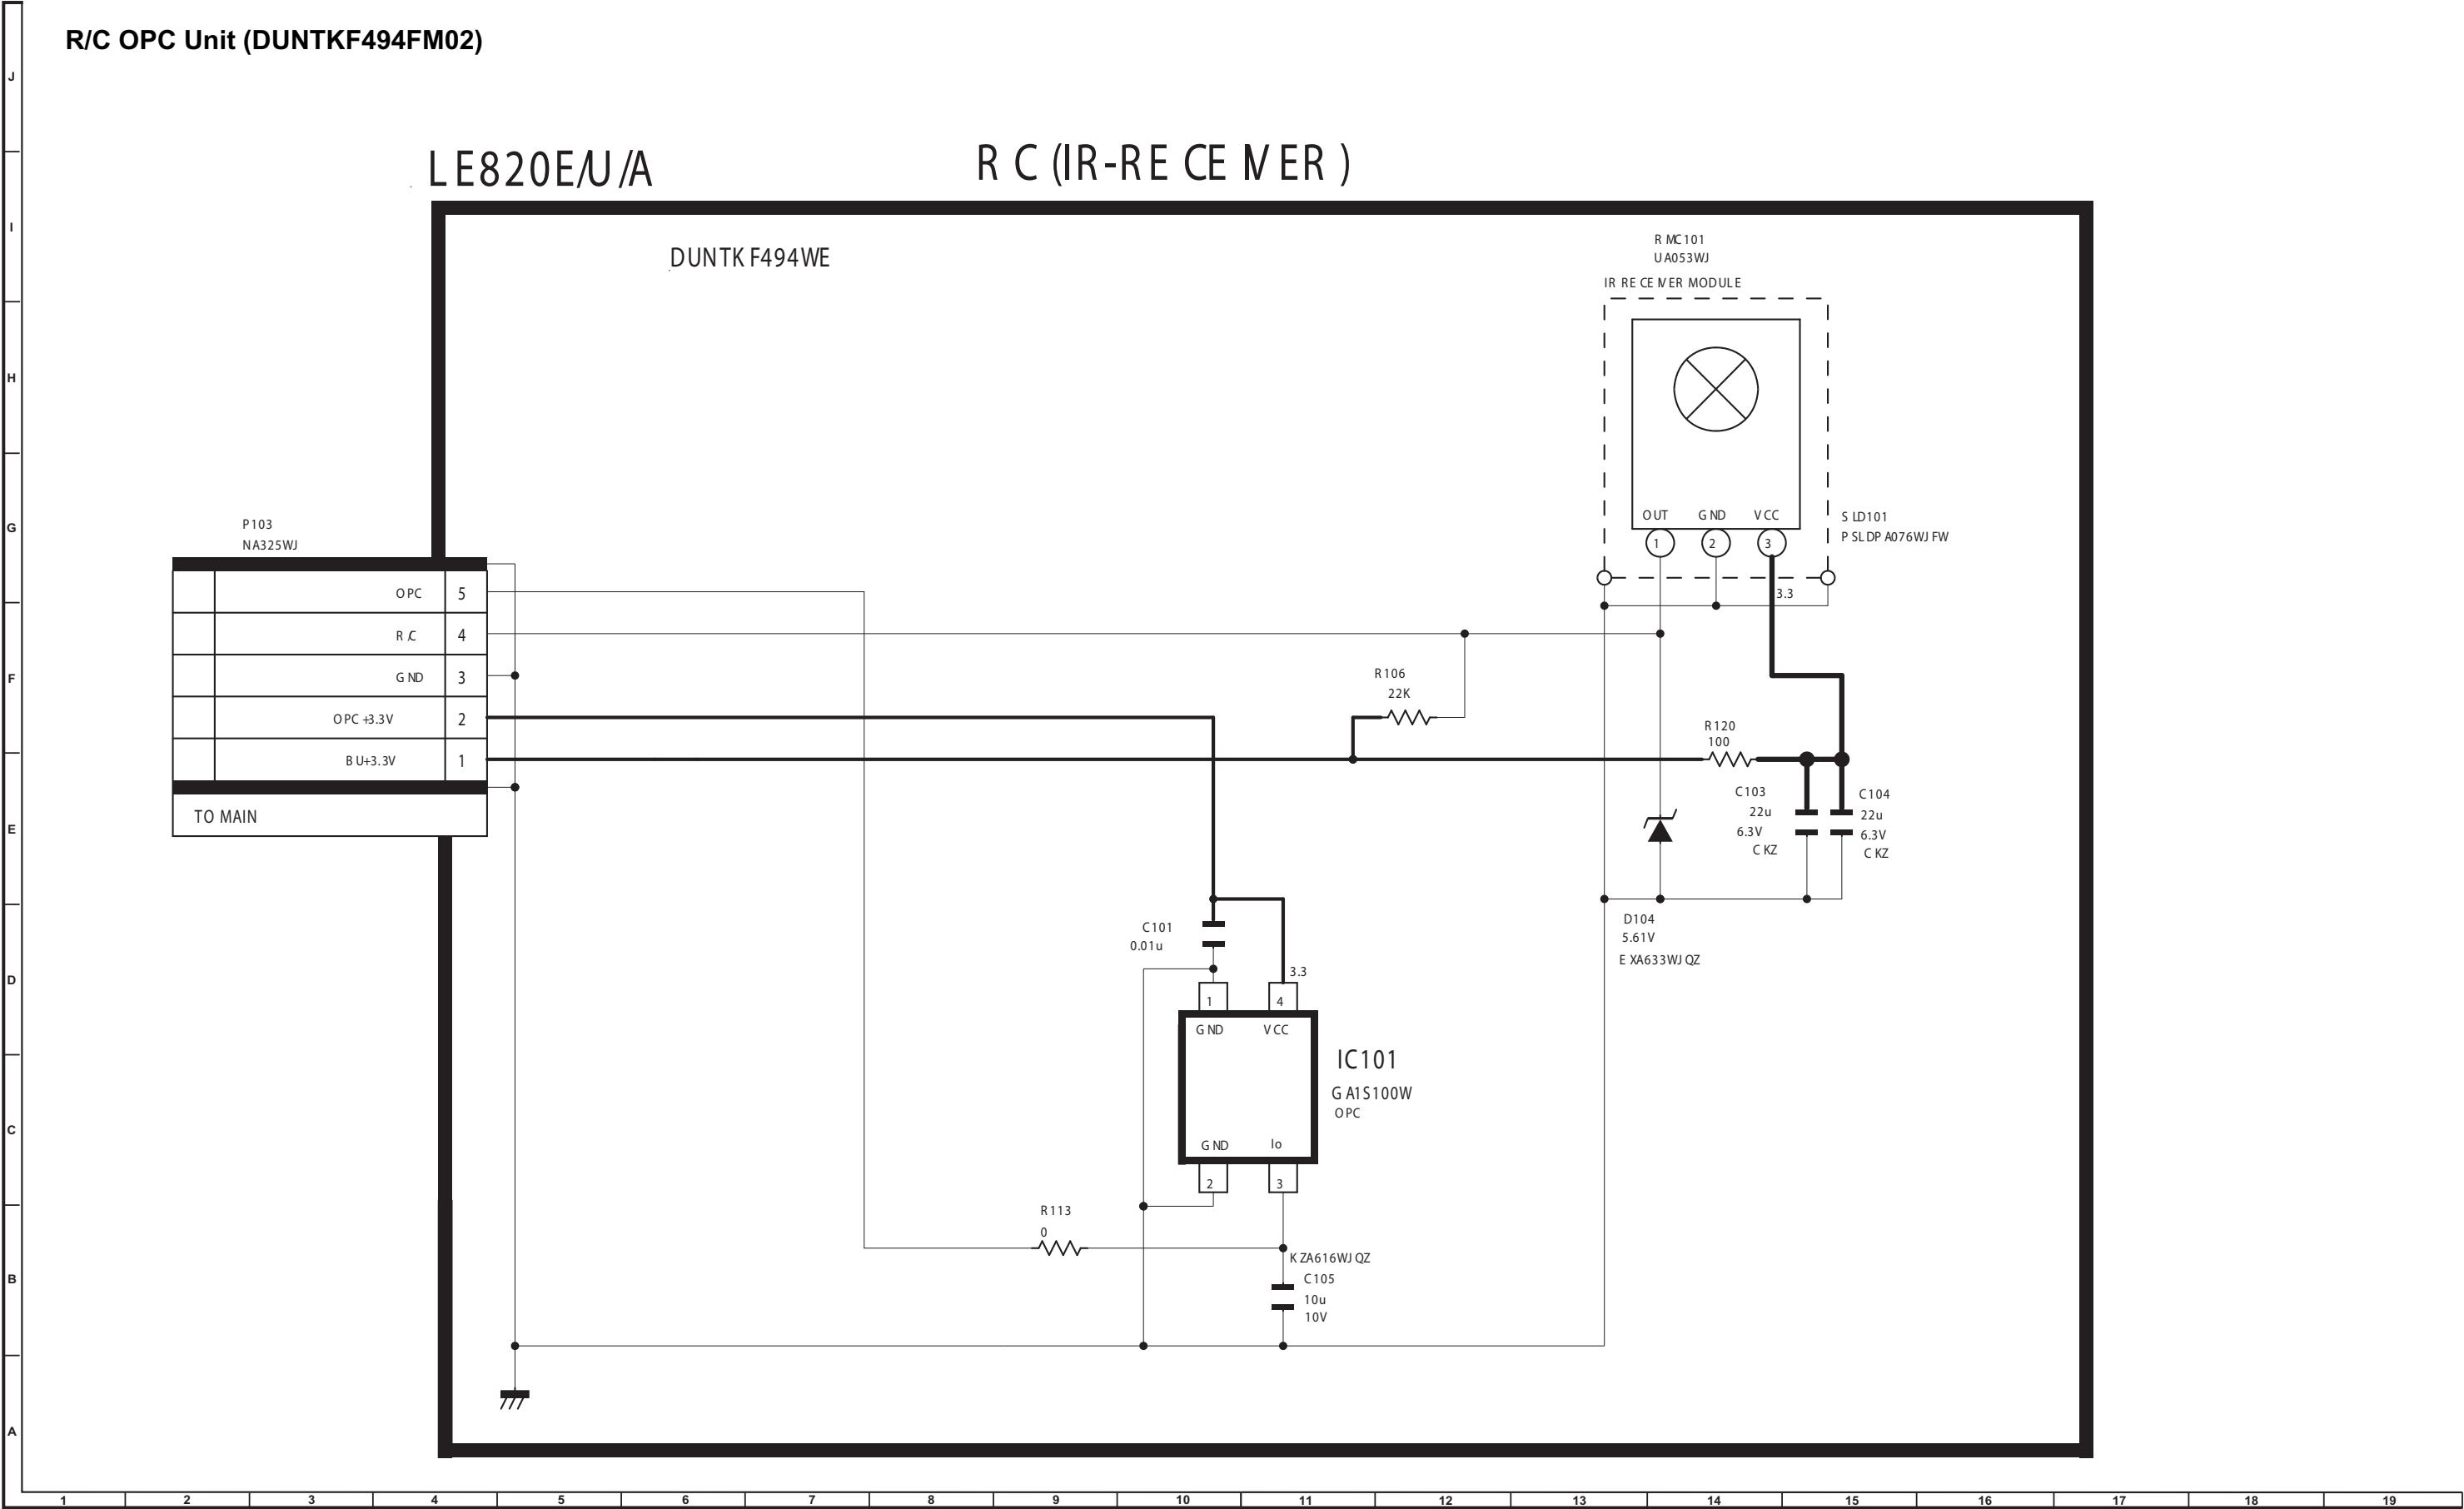 R/C OPC Unit (DUNTKF494FM02)
J
LE820E/U/A
RC (IR-RECEIVER)
I
DUNTKF494WE
RMC101
UA053WJ
IR RECEIVER MODULE
H
OUT GND VCC
1 2 3
SLD101
PSLDPA076WJFW
3.3
G
P103
NA325WJ
OPC 5
R/C 4
GND 3
OPC+3.3V 2
BU+3.3V 1
TO MAIN
F
R106
22K
R120
100
C103
22u
6.3V
CKZ
C104
22u
6.3V
CKZ
E
D104
5.61V
EXA633WJQZ
C101
0.01u
D
3.3
1 4
GND VCC
IC101
GA1S100W
OPC
C
GND Io
2 3
R113
0
KZA616WJQZ
C105
10u
10V
B
A
1 2 3 4 5 6 7 8 9 10 11 12 13 14 15 16 17 18 19